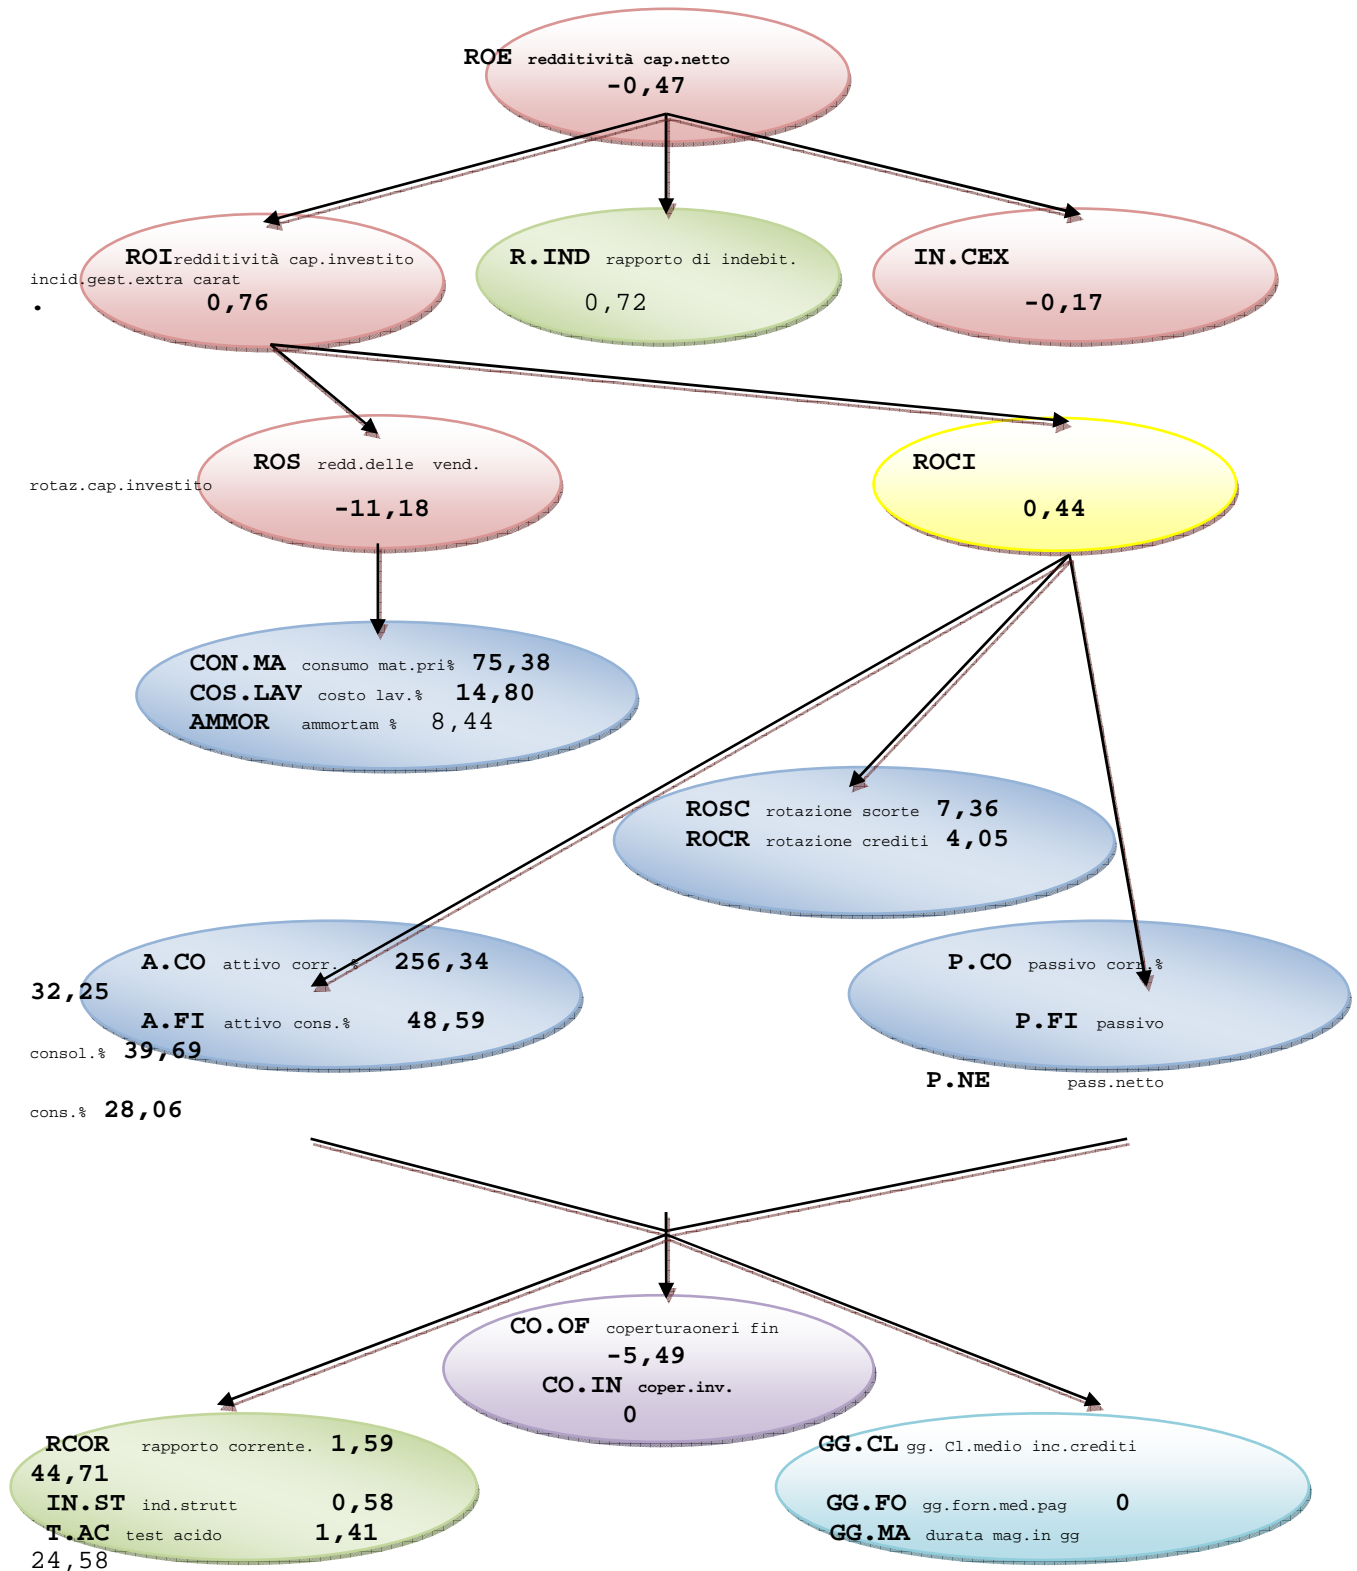 ROE redditività cap.netto
-0,47
ROI redditività cap.investito R.IND rapporto di indebit. IN.CEX
incid.gest.extra carat
. 0,76 0,72 -0,17
ROS redd.delle vend. ROCI
rotaz.cap.investito
-11,18 0,44
CON.MA consumo mat.pri% 75,38
COS.LAV costo lav.% 14,80
AMMOR ammortam % 8,44
ROSC rotazione scorte 7,36
ROCR rotazione crediti 4,05
A.CO attivo corr. % 256,34 P.CO passivo corr.%
32,25
A.FI attivo cons.% 48,59 P.FI passivo
consol.% 39,69
P.NE pass.netto
cons.% 28,06
CO.OF coperturaoneri fin
-5,49
CO.IN coper.inv.
0
RCOR rapporto corrente. 1,59 GG.CL gg. Cl.medio inc.crediti
44,71
IN.ST ind.strutt 0,58 GG.FO gg.forn.med.pag 0
T.AC test acido 1,41 GG.MA durata mag.in gg
24,58